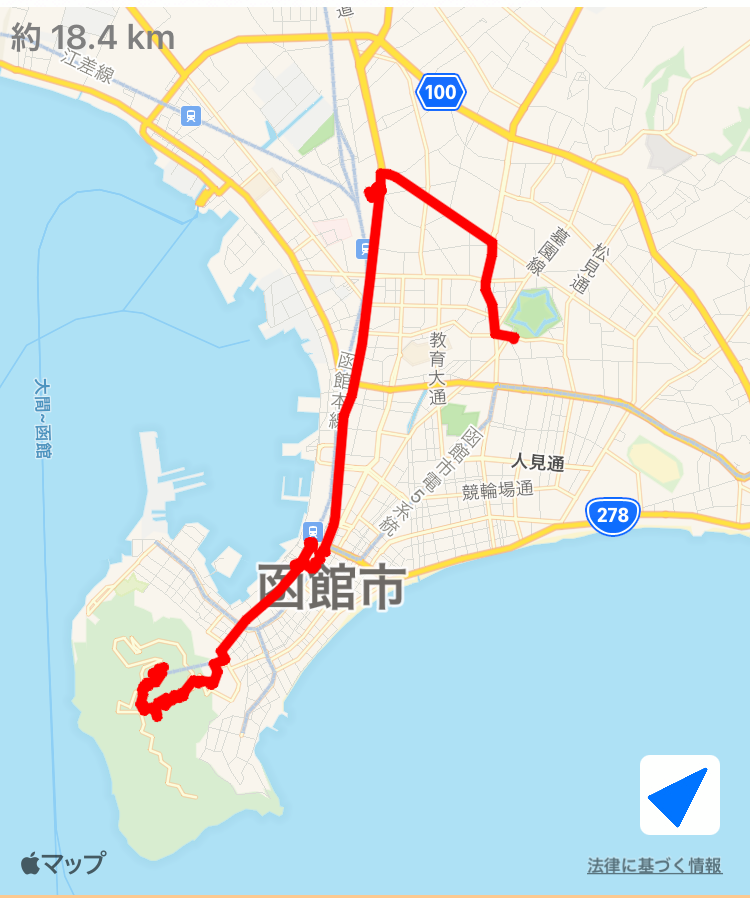 約 18.4 km
道
江差線
100
墓園線
松見通
教育大通
函館本線
大間~函館
函館市電5系統
人見通
競輪場通
278
函館市
マップ
法律に基づく情報